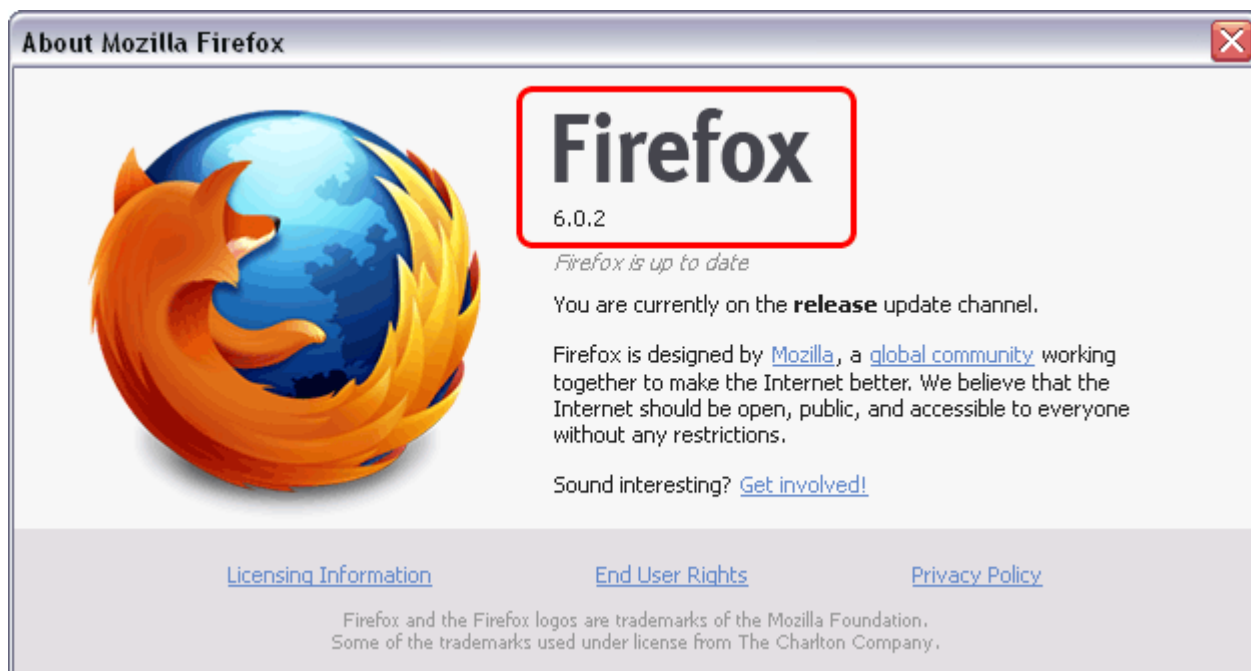 About Mozilla Firefox
Firefox
6.0.2
Firefox is up to date
You are currently on the release update channel.
Firefox is designed by Mozilla, a global community working
together to make the Internet better. We believe that the
Internet should be open, public, and accessible to everyone
without any restrictions.
Sound interesting? Get involved!
Licensing Information End User Rights Privacy Policy
Firefox and the Firefox logos are trademarks of the Mozilla Foundation.
Some of the trademarks used under license from The Charlton Company.